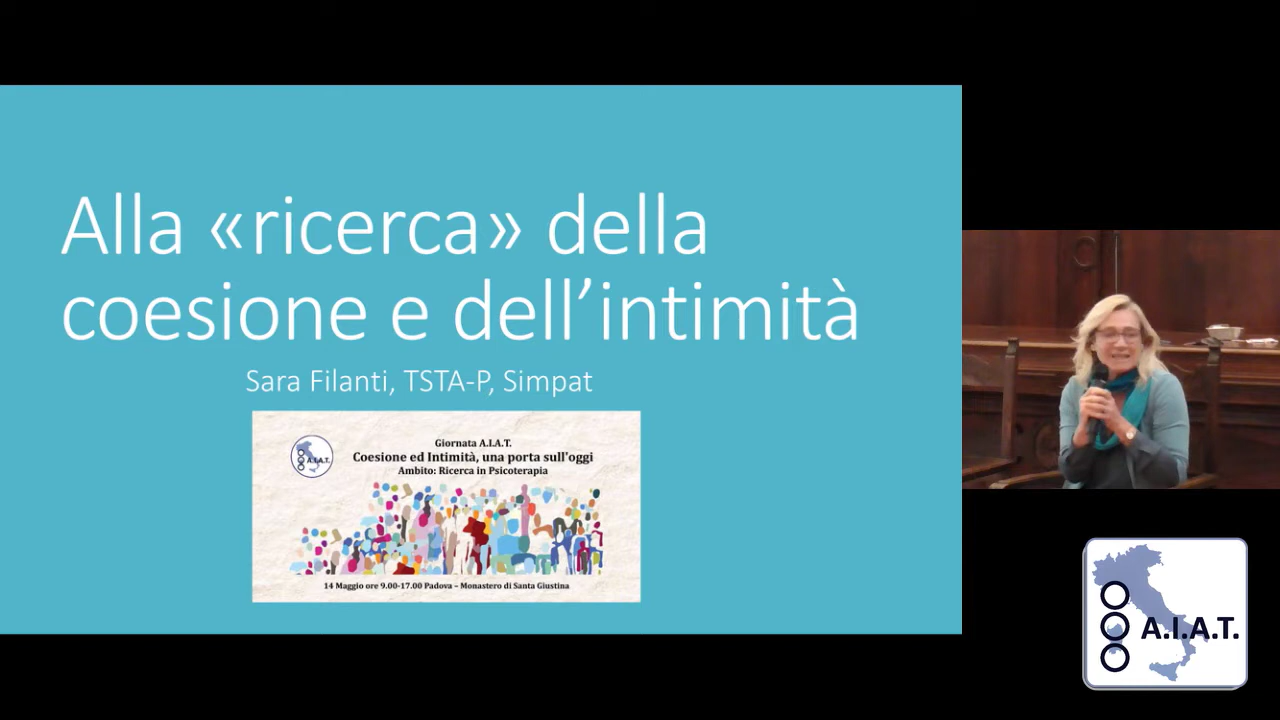 Alla «ricerca» della
coesione e dell’intimità
Sara Filanti, TSTA-P, Simpat
Giornata A.I.A.T.
Coesione ed Intimità, una porta sull'oggi
Ambito: Ricerca in Psicoterapia
A.I.A.T.
14 Maggio ore 9.00-17.00 Padova – Monastero di Santa Giustina
A.I.A.T.